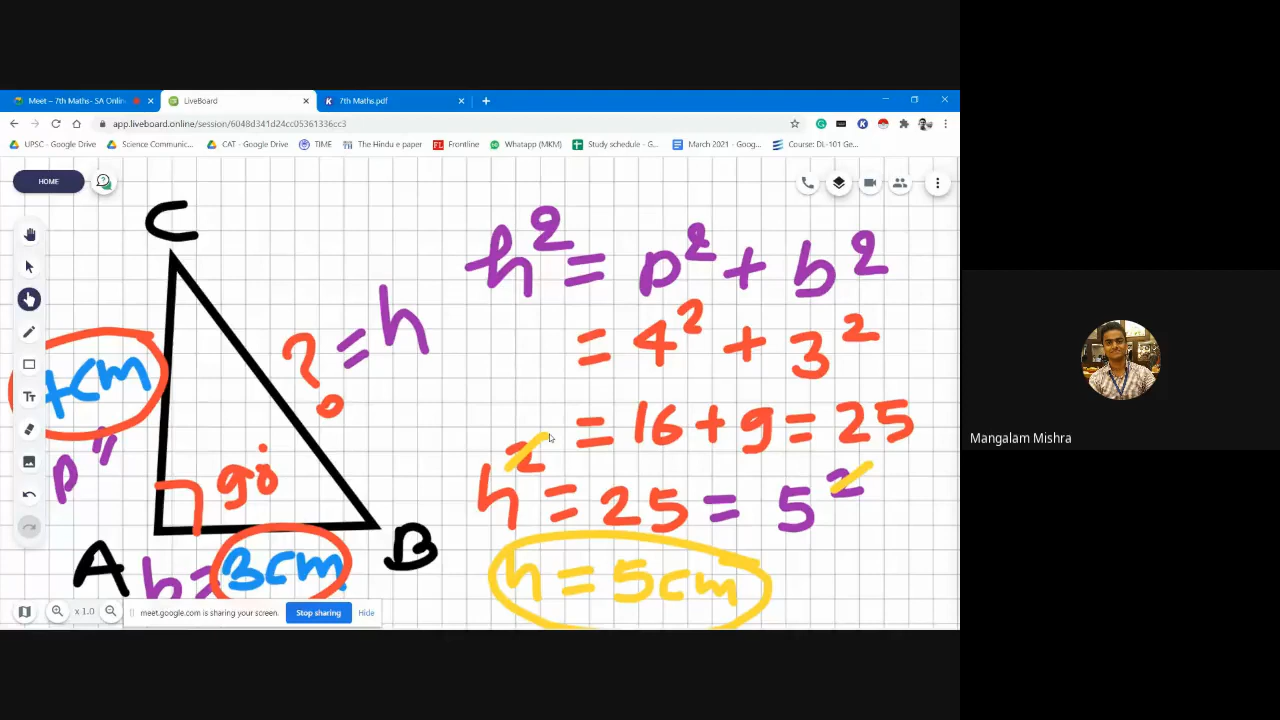 Meet – 7th Maths- SA Onlin
LiveBoard
7th Maths.pdf
app.liveboard.online/session/6048d341d24cc05361336cc3
UPSC - Google Drive
Science Communic...
CAT - Google Drive
TIME
The Hindu e paper
Frontline
Whatapp (MKM)
Study schedule - G...
March 2021 - Goog...
Course: DL-101 Ge...
HOME
C
h² = p² + b²
? = h
= 4² + 3²
cm
= 16 + 9 = 25
p
90°
h² = 25 = 5²
A
b = 3cm
B
h = 5cm
Tт
x 1.0
meet.google.com is sharing your screen.
Stop sharing
Hide
Mangalam Mishra